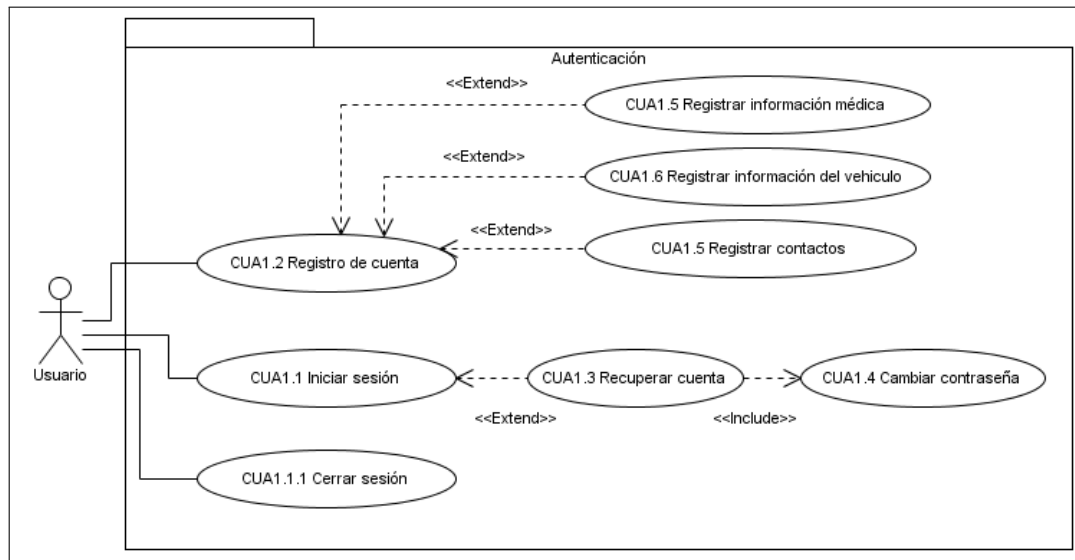 Autenticación
<<Extend>>
CUA1.5 Registrar información médica
<<Extend>>
CUA1.6 Registrar información del vehiculo
<<Extend>>
CUA1.5 Registrar contactos
CUA1.2 Registro de cuenta
Usuario
CUA1.1 Iniciar sesión
CUA1.3 Recuperar cuenta
CUA1.4 Cambiar contraseña
<<Extend>>
<<Include>>
CUA1.1.1 Cerrar sesión